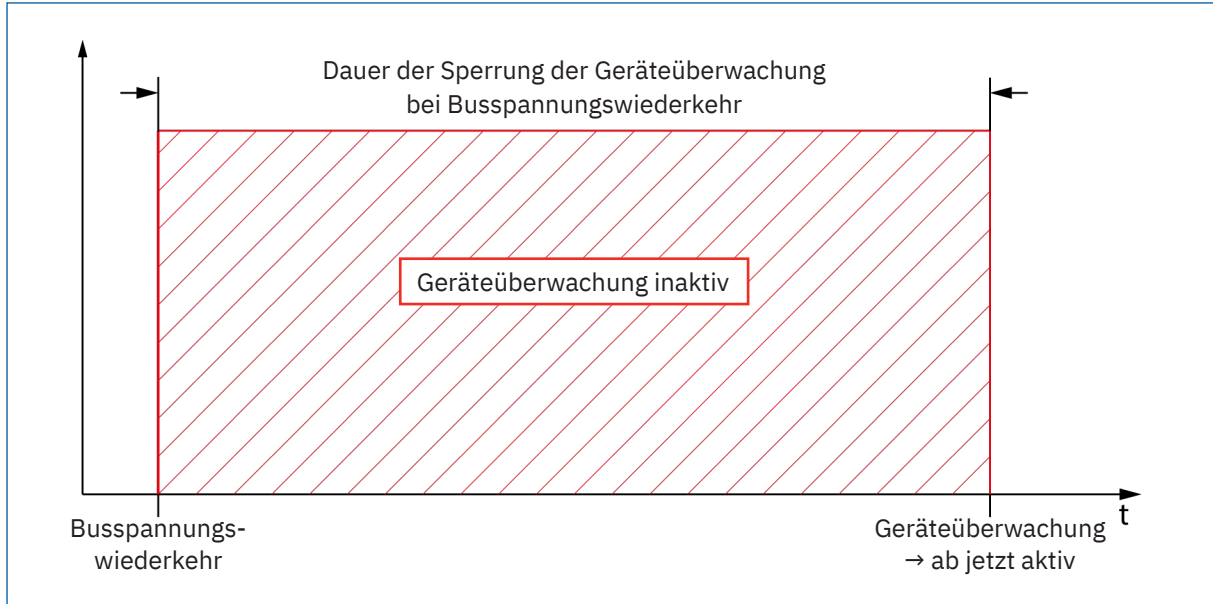 Dauer der Sperrung der Geräteüberwachung
bei Busspannungswiederkehr
Geräteüberwachung inaktiv
Busspannungs-
wiederkehr
Geräteüberwachung
→ ab jetzt aktiv
t